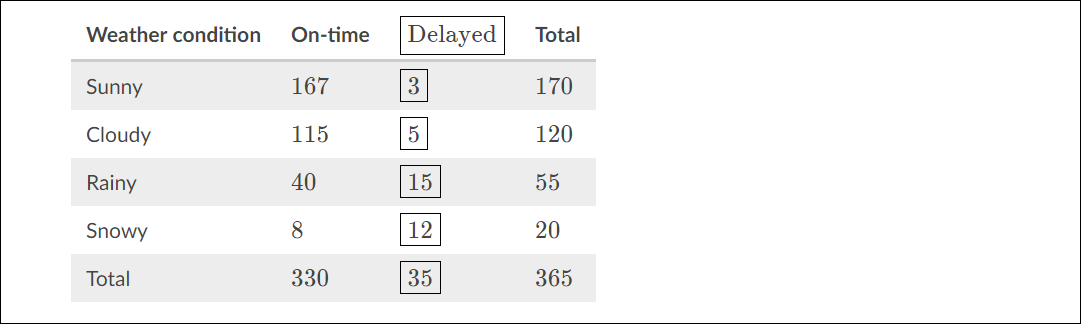 Weather condition On-time Delayed Total
Sunny 167 3 170
Cloudy 115 5 120
Rainy 40 15 55
Snowy 8 12 20
Total 330 35 365